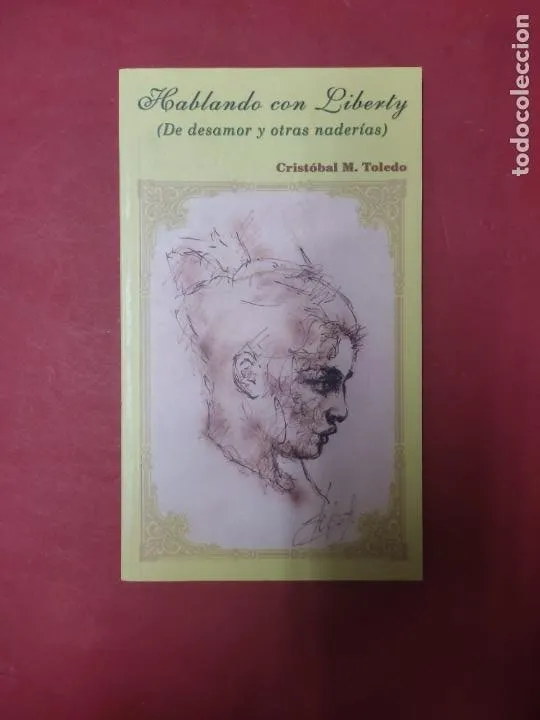 Hablando con Liberty
(De desamor y otras naderías)
Cristóbal M. Toledo
todocoleccion